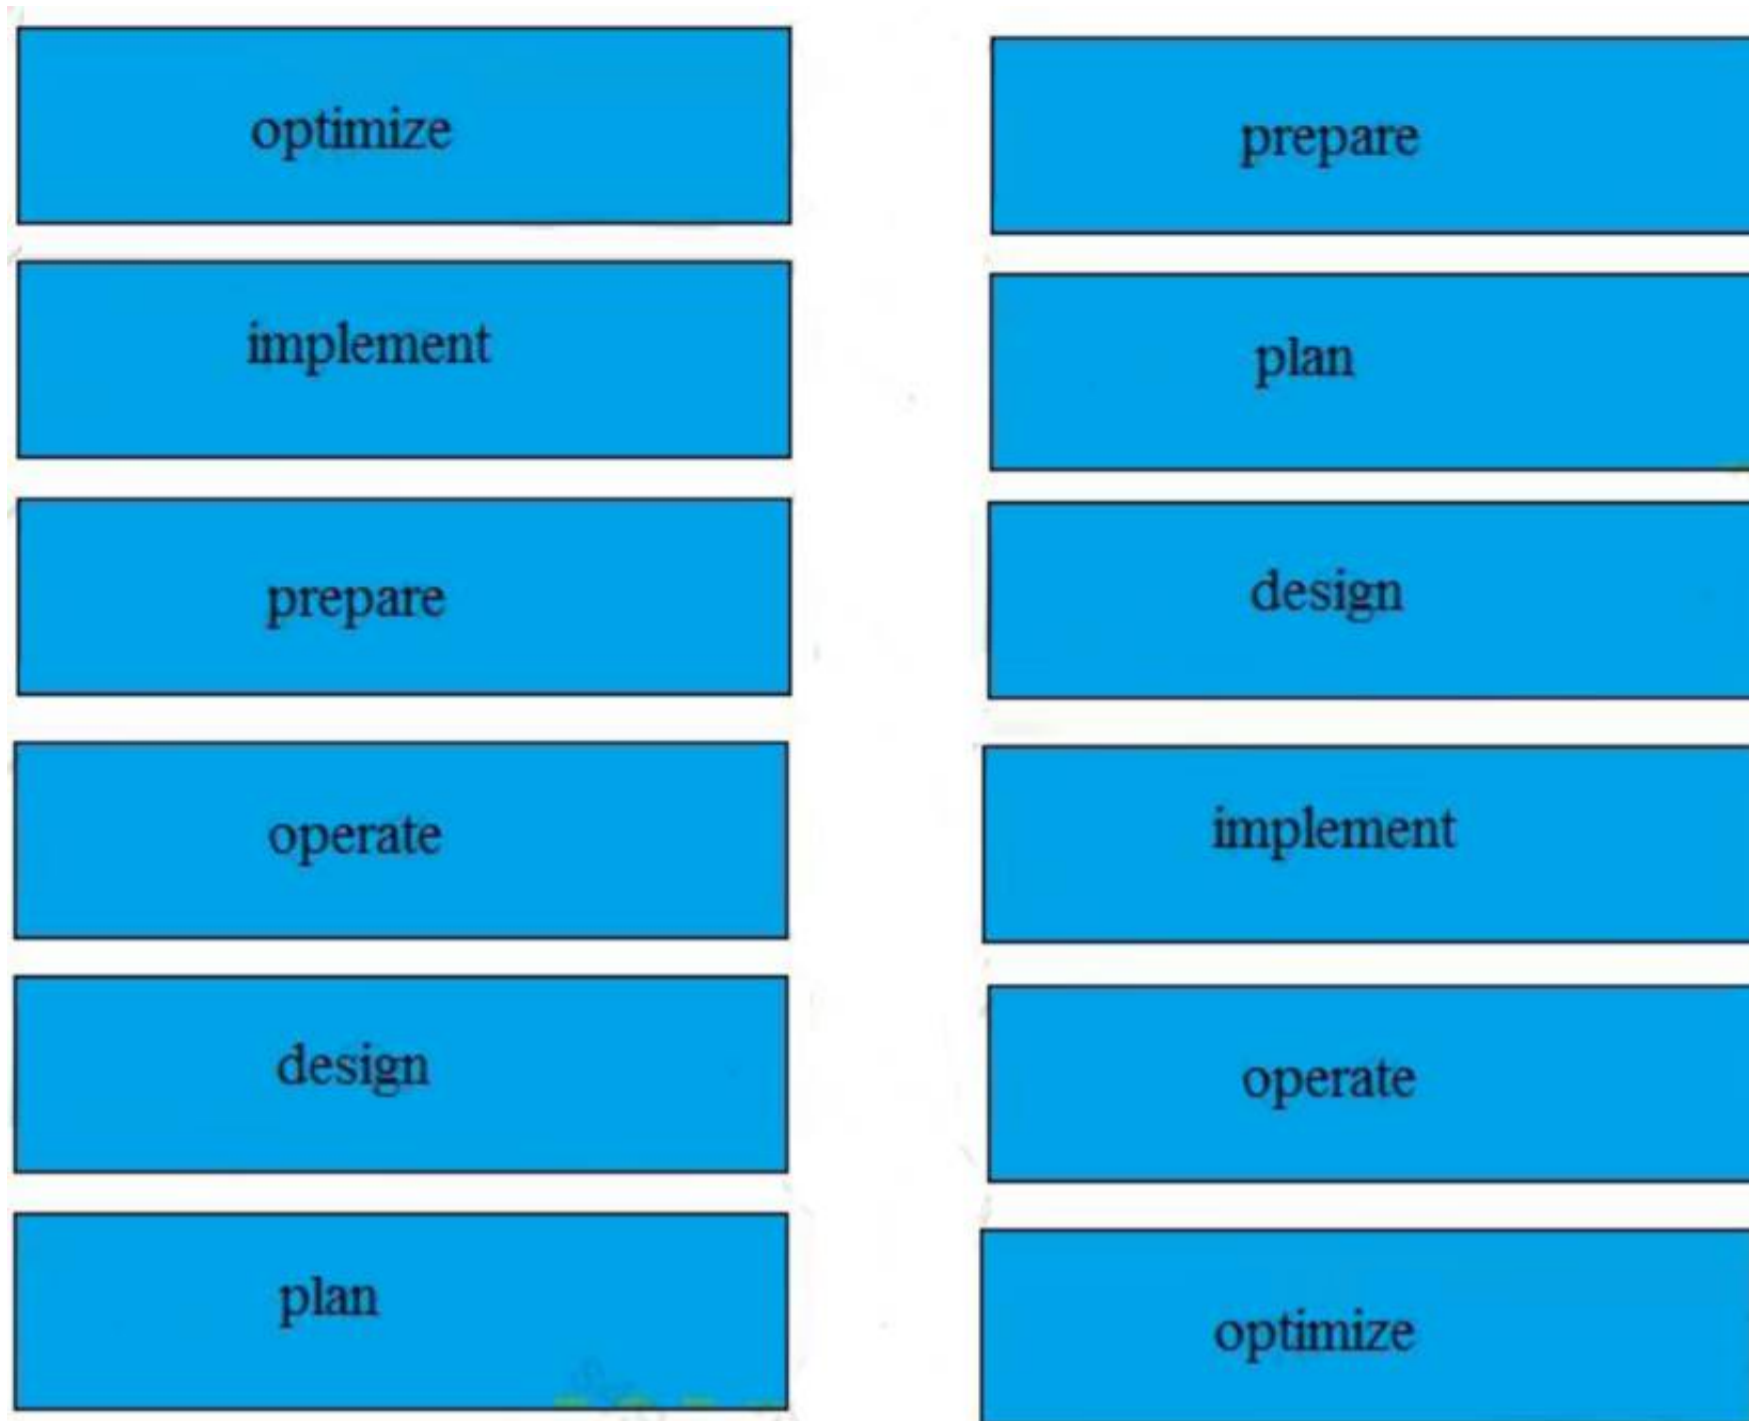 optimize
implement
prepare
operate
design
plan
prepare
plan
design
implement
operate
optimize